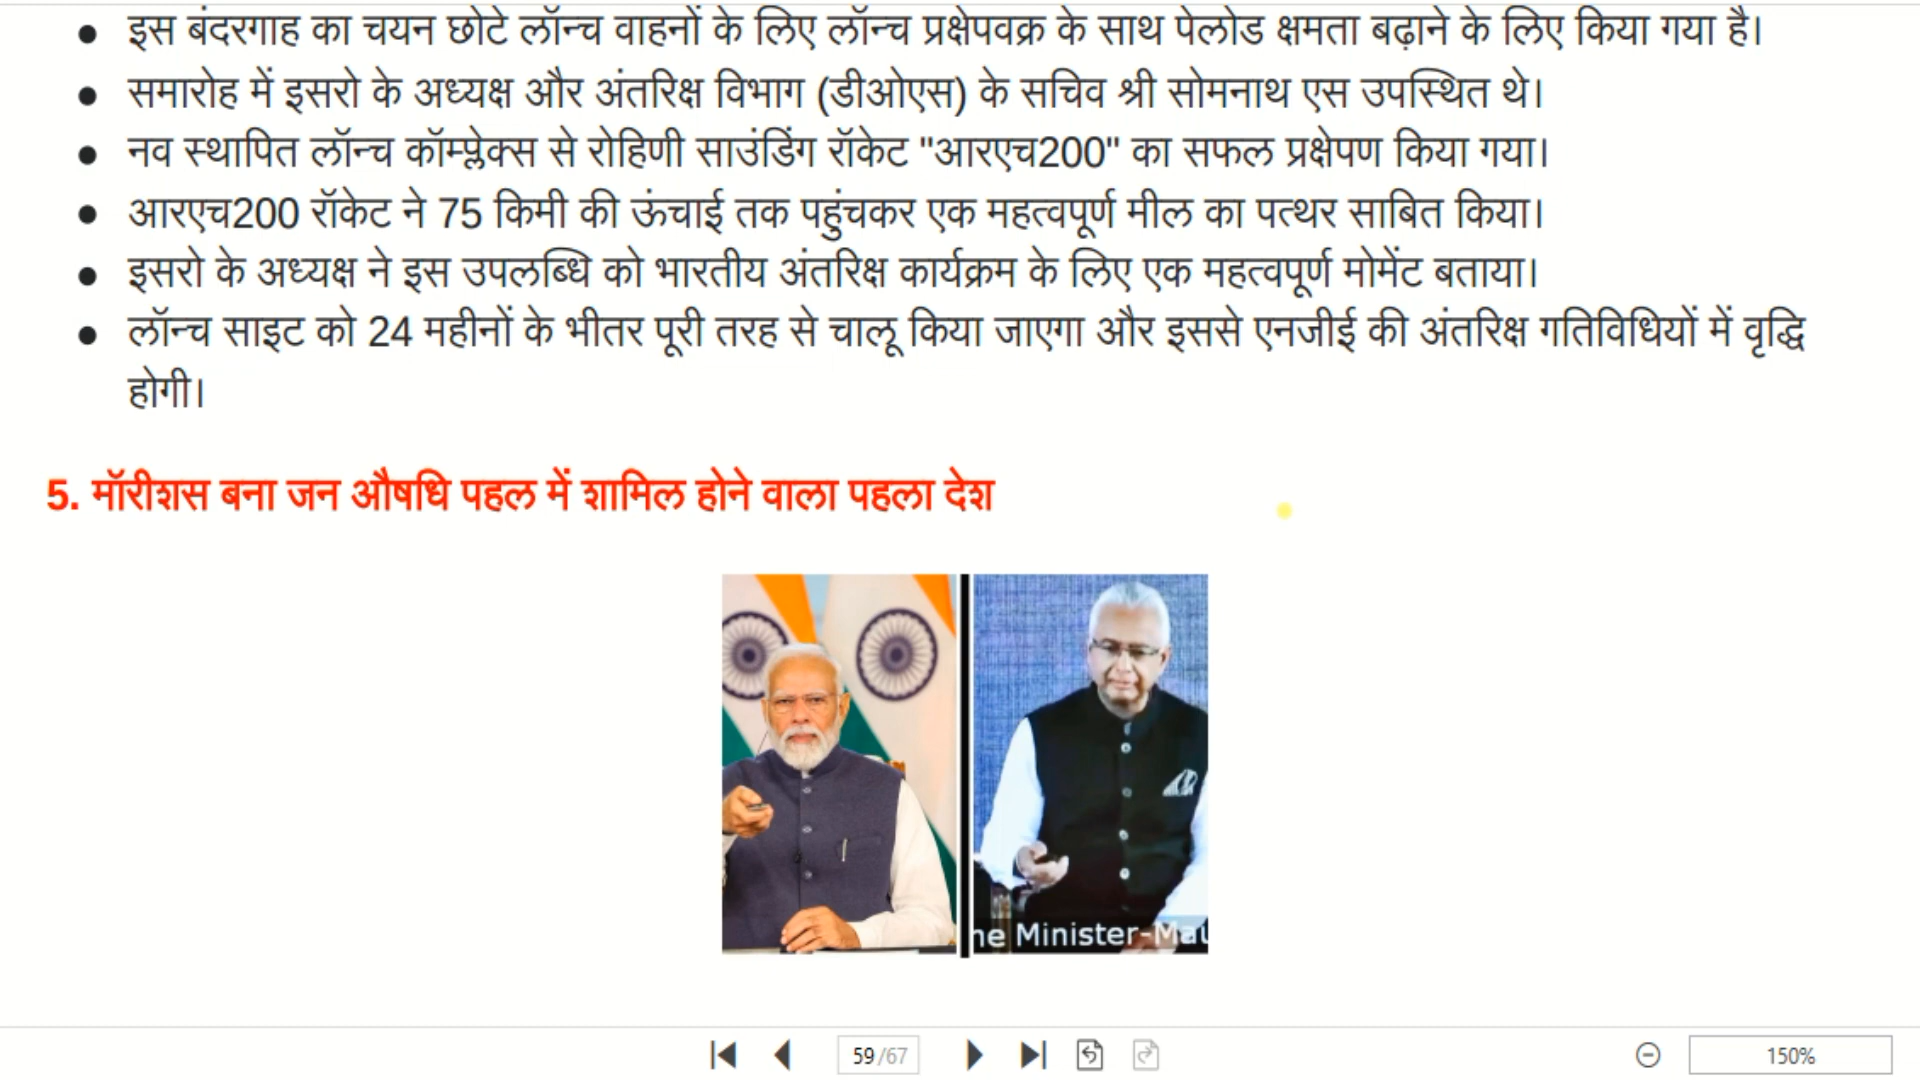 ● इस बंदरगाह का चयन छोटे लॉन्च वाहनों के लिए लॉन्च प्रक्षेपवक्र के साथ पेलोड क्षमता बढ़ाने के लिए किया गया है।
● समारोह में इसरो के अध्यक्ष और अंतरिक्ष विभाग (डीओएस) के सचिव श्री सोमनाथ एस उपस्थित थे।
● नव स्थापित लॉन्च कॉम्प्लेक्स से रोहिणी साउंडिंग रॉकेट "आरएच200" का सफल प्रक्षेपण किया गया।
● आरएच200 रॉकेट ने 75 किमी की ऊंचाई तक पहुंचकर एक महत्वपूर्ण मील का पत्थर साबित किया।
● इसरो के अध्यक्ष ने इस उपलब्धि को भारतीय अंतरिक्ष कार्यक्रम के लिए एक महत्वपूर्ण मोमेंट बताया।
● लॉन्च साइट को 24 महीनों के भीतर पूरी तरह से चालू किया जाएगा और इससे एनजीई की अंतरिक्ष गतिविधियों में वृद्धि
होगी।
5. मॉरीशस बना जन औषधि पहल में शामिल होने वाला पहला देश
ne Minister-Mau
59/67
150%